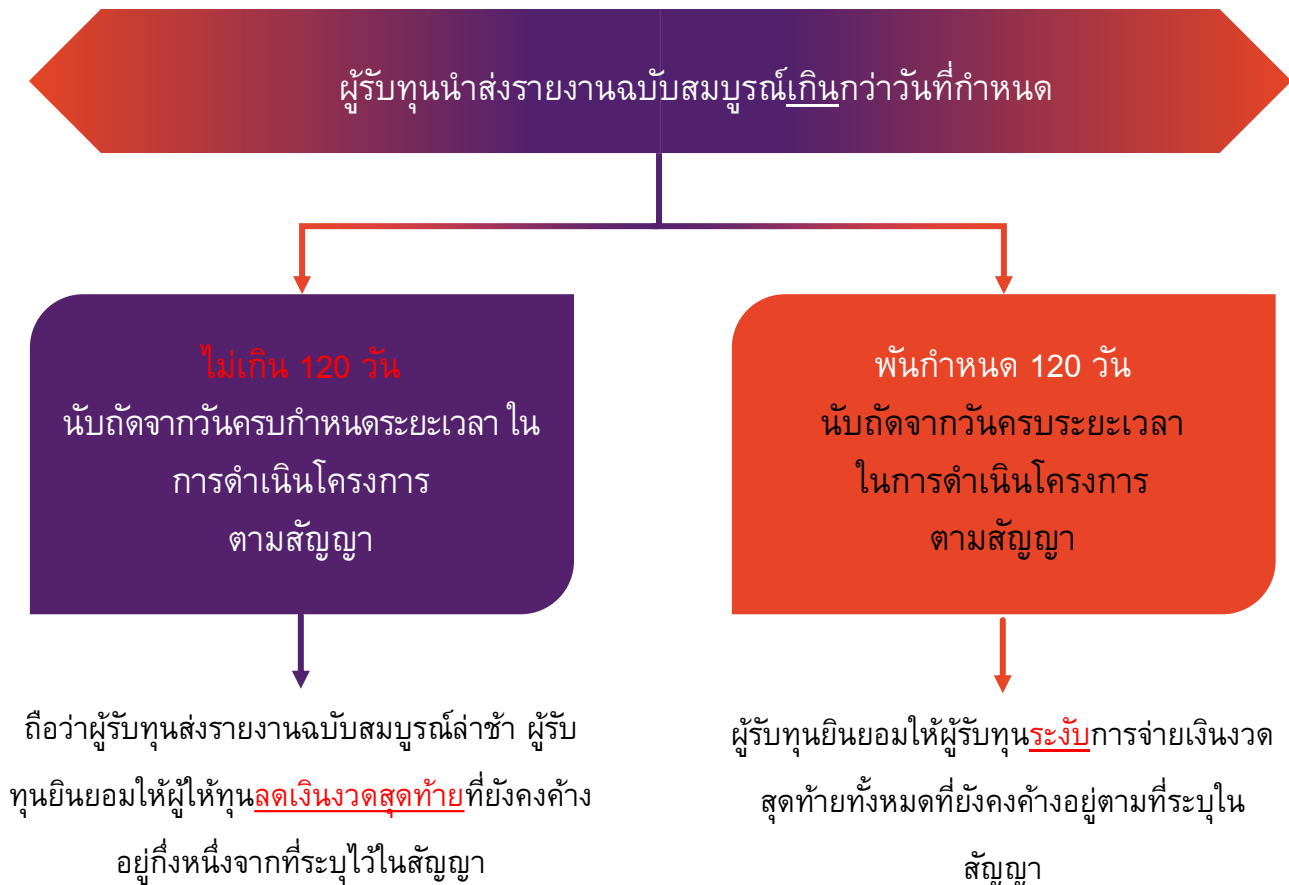 ผู้รับทุนนำส่งรายงานฉบับสมบูรณ์เกินกว่าวันที่กำหนด
ไม่เกิน 120 วัน
นับถัดจากวันครบกำหนดระยะเวลา ใน
การดำเนินโครงการ
ตามสัญญา
ถือว่าผู้รับทุนส่งรายงานฉบับสมบูรณ์ล่าช้า ผู้รับ
ทุนยินยอมให้ผู้ให้ทุนลดเงินงวดสุดท้ายที่ยังคงค้าง
อยู่กึ่งหนึ่งจากที่ระบุไว้ในสัญญา
พันกำหนด 120 วัน
นับถัดจากวันครบระยะเวลา
ในการดำเนินโครงการ
ตามสัญญา
ผู้รับทุนยินยอมให้ผู้รับทุนระงับการจ่ายเงินงวด
สุดท้ายทั้งหมดที่ยังคงค้างอยู่ตามที่ระบุใน
สัญญา